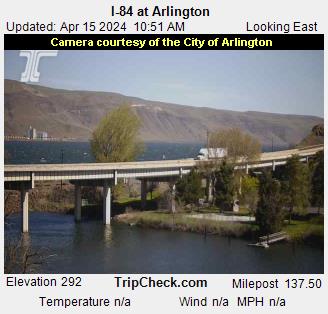 I-84 at Arlington
Updated: Apr 15 2024 10:51 AM Looking East
Camera courtesy of the City of Arlington
Elevation 292 TripCheck.com Milepost 137.50
Temperature n/a Wind n/a MPH n/a